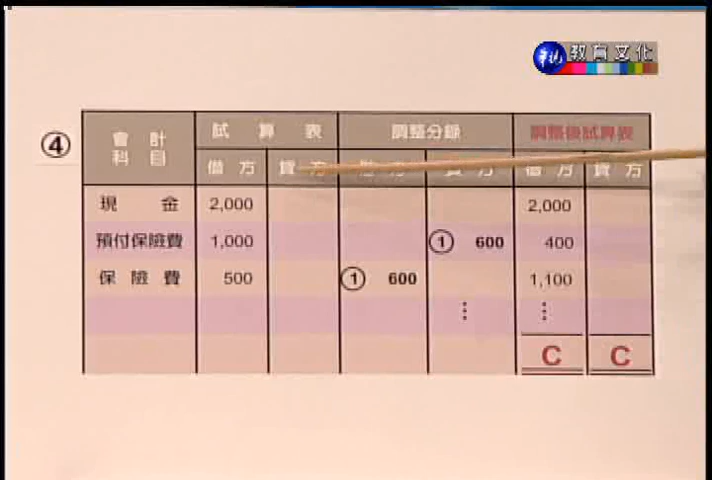 華視 教育文化
④
會計科目 試算表 調整分錄 調整後試算表
借方 貸方 借方 貸方 借方 貸方
現金 2,000 2,000
預付保險費 1,000 ① 600 400
保險費 500 ① 600 1,100
⋮ ⋮
C C